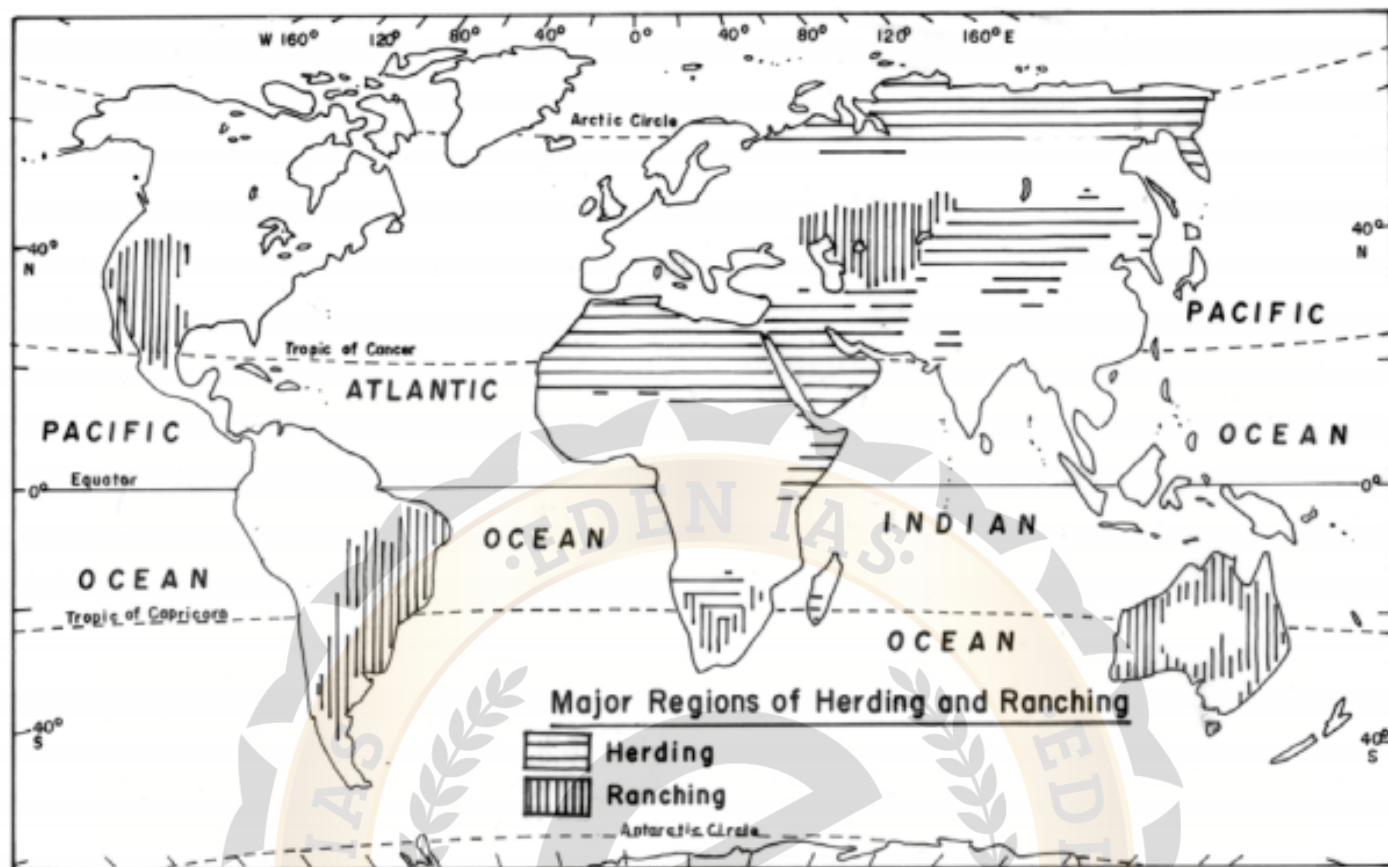 W 160° 120° 80° 40° 0° 40° 80° 120° 160° E
Arctic Circle
40°
N
40°
N
PACIFIC
Tropic of Cancer
ATLANTIC
PACIFIC
OCEAN
Equator
0°
0°
EDEN IAS
INDIAN
OCEAN
OCEAN
Tropic of Capricorn
OCEAN
Major Regions of Herding and Ranching
40°
S
40°
S
Herding
Ranching
IAS
ED
Antarctic Circle